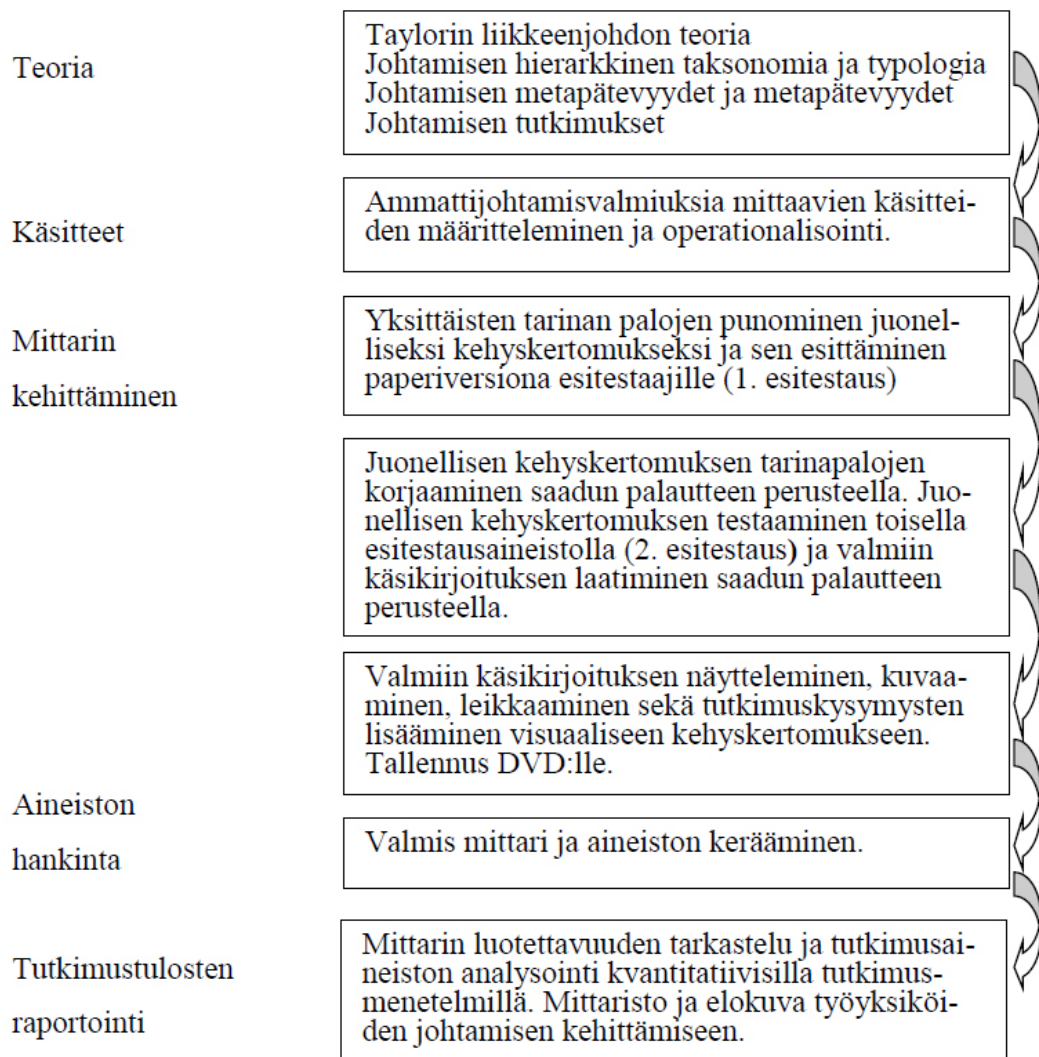 Teoria
Taylorin liikkeenjohdon teoria
Johtamisen hierarkkinen taksonomia ja typologia
Johtamisen metapätevyydet ja metapätevyydet
Johtamisen tutkimukset
Käsitteet
Ammattijohtamisvalmiuksia mittaavien käsittei-
den määritteleminen ja operationalisointi.
Mittarin
kehittäminen
Yksittäisten tarinan palojen punominen juonel-
liseksi kehyskertomukseksi ja sen esittäminen
paperiversiona esitestaajille (1. esitestaus)
Juonellisen kehyskertomuksen tarinapalojen
korjaaminen saadun palautteen perusteella. Juo-
nellisen kehyskertomuksen testaaminen toisella
esitestausaineistolla (2. esitestaus) ja valmiin
käsikirjoituksen laatiminen saadun palautteen
perusteella.
Valmiin käsikirjoituksen näytteleminen, kuvaa-
minen, leikkaaminen sekä tutkimuskysymysten
lisääminen visuaaliseen kehyskertomukseen.
Tallennus DVD:lle.
Aineiston
hankinta
Valmis mittari ja aineiston kerääminen.
Tutkimustulosten
raportointi
Mittarin luotettavuuden tarkastelu ja tutkimusai-
neiston analysointi kvantitatiivisilla tutkimus-
menetelmillä. Mittaristo ja elokuva työyksiköi-
den johtamisen kehittämiseen.